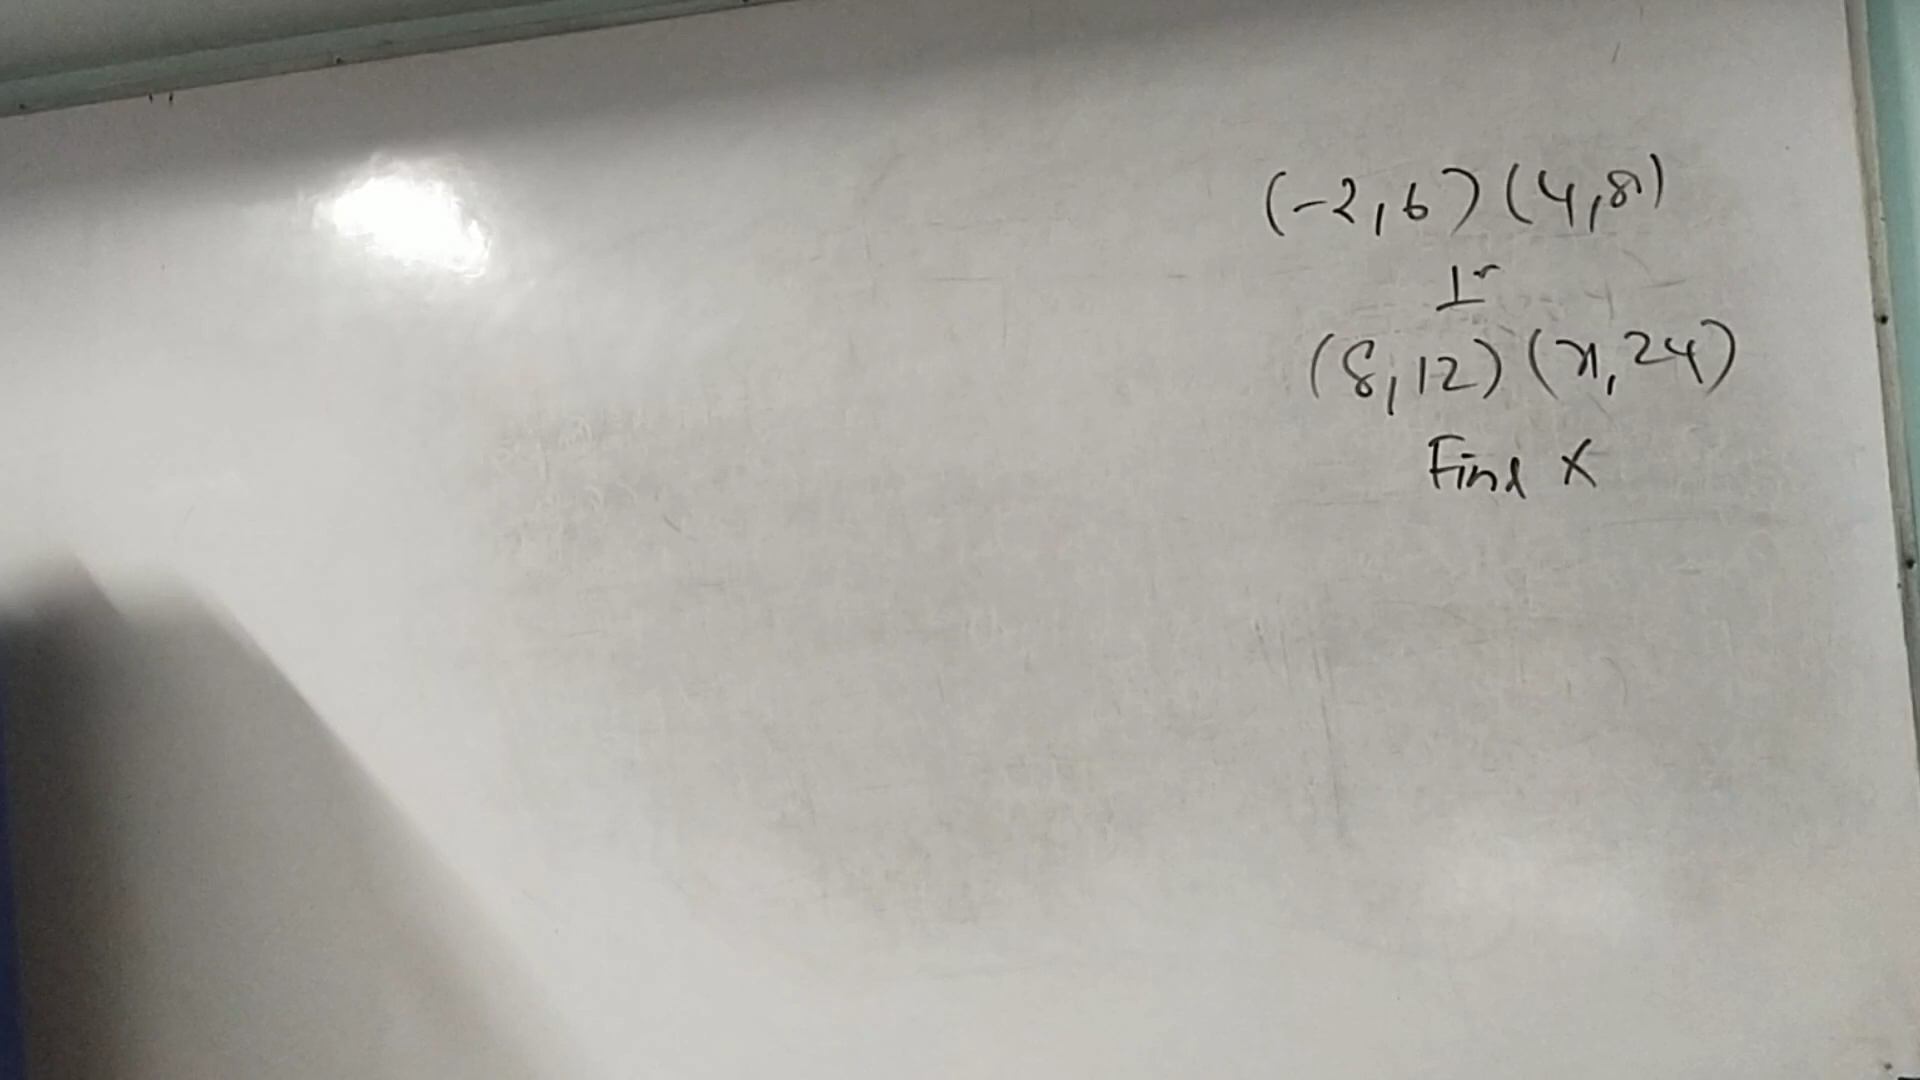 (-2,6) (4,8)
⊥r
(8,12) (x,24)
Find x